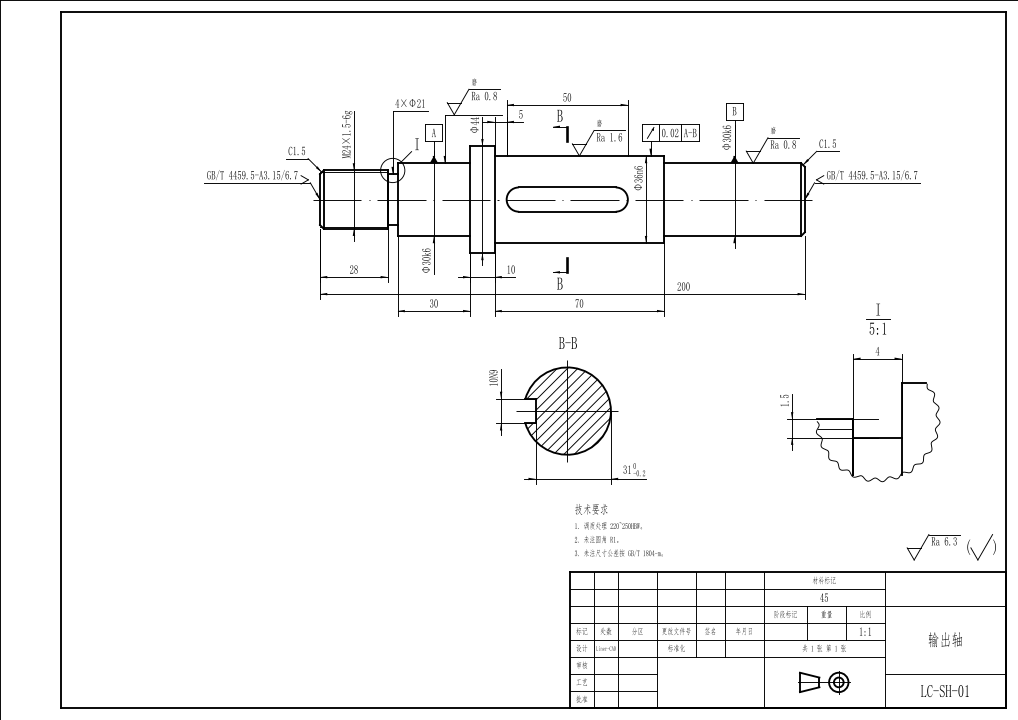 磨
Ra 0.8
4×Φ21
50
5
B
磨
Ra 1.6
0.02 A-B
B
磨
Ra 0.8
M24×1.5-6g
A
Φ44
Φ30k6
C1.5
I
C1.5
GB/T 4459.5-A3.15/6.7
GB/T 4459.5-A3.15/6.7
Φ36n6
Φ30k6
28
10
B
200
30
70
I
5:1
B-B
4
10N9
1.5
31 0 -0.2
技术要求
1. 调质处理 220~250HBW。
2. 未注圆角 R1。
3. 未注尺寸公差按 GB/T 1804-m。
Ra 6.3
(√)
材料标记
45
阶段标记 重量 比例
标记 处数 分区 更改文件号 签名 年月日
1:1
输出轴
设计 标准化
共 1 张 第 1 张
审核
工艺
LC-SH-01
批准